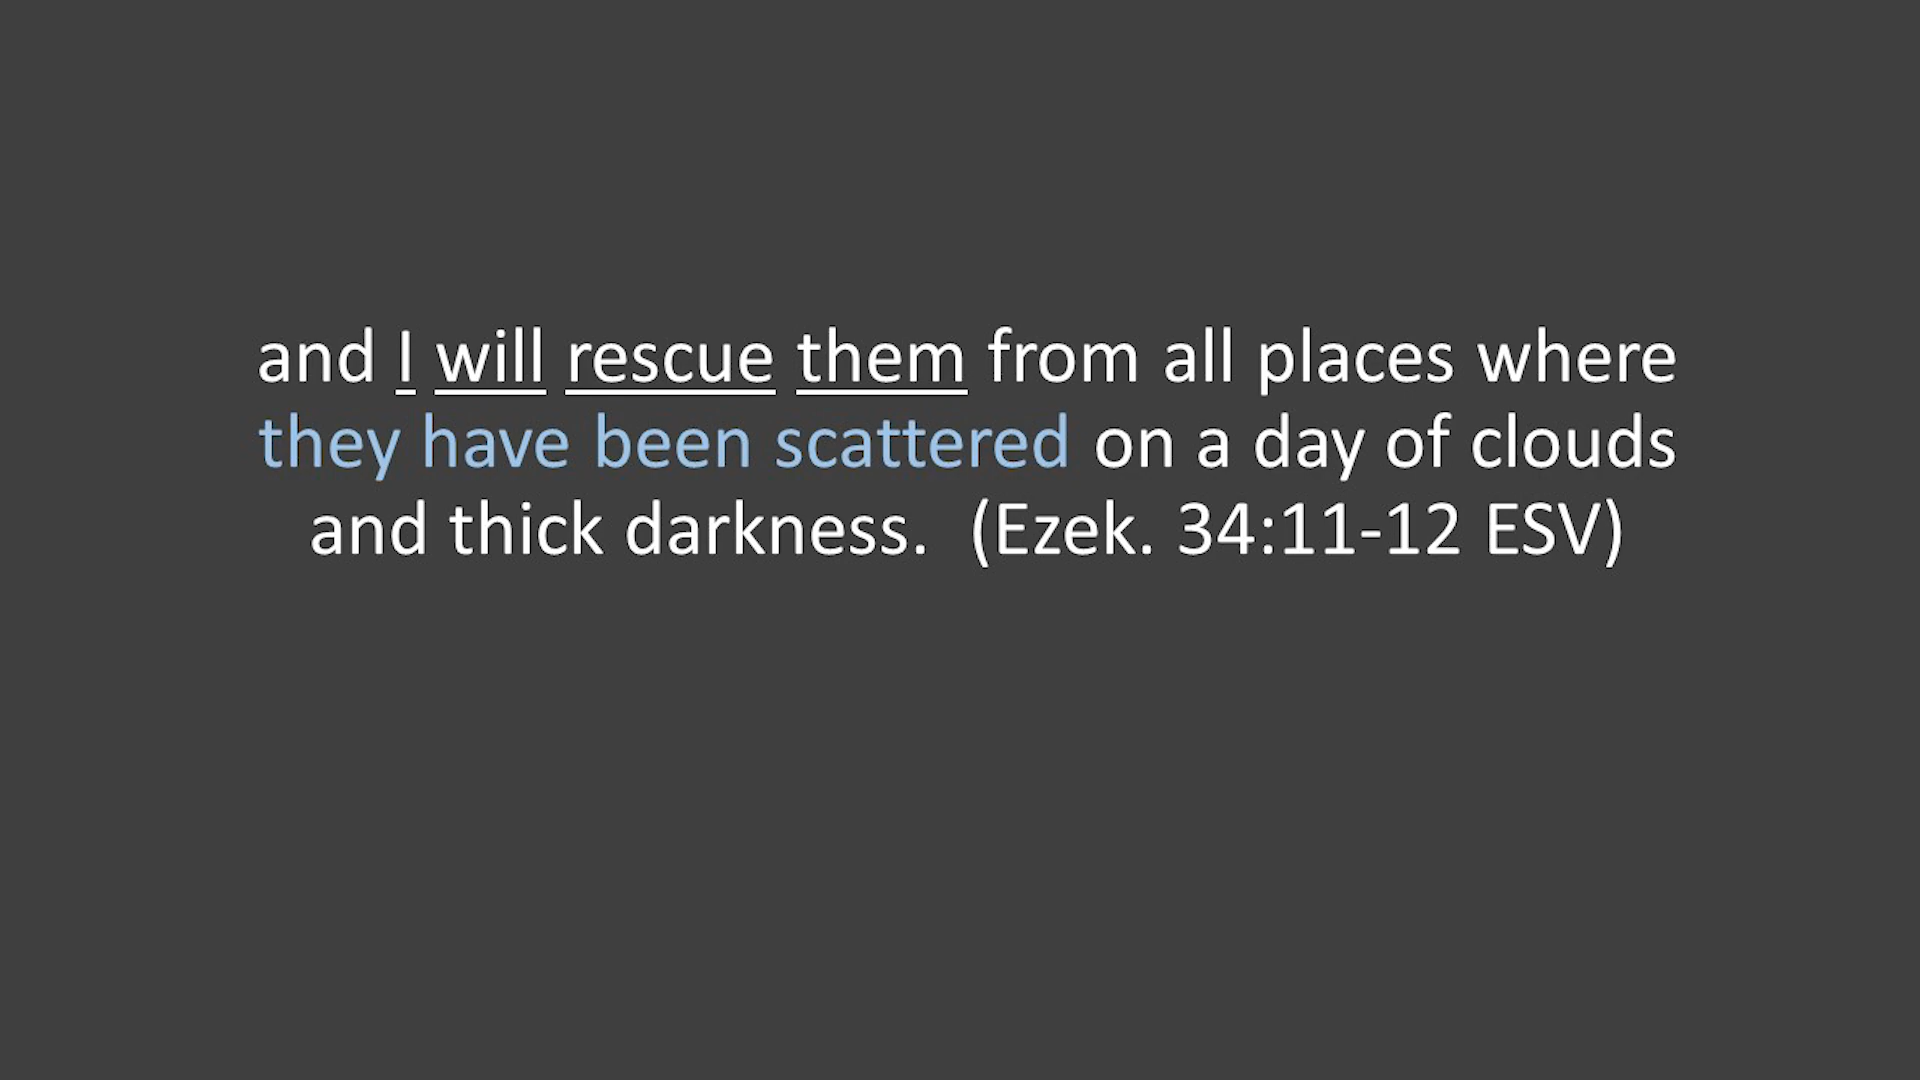 and I will rescue them from all places where
they have been scattered on a day of clouds
and thick darkness.  (Ezek. 34:11-12 ESV)